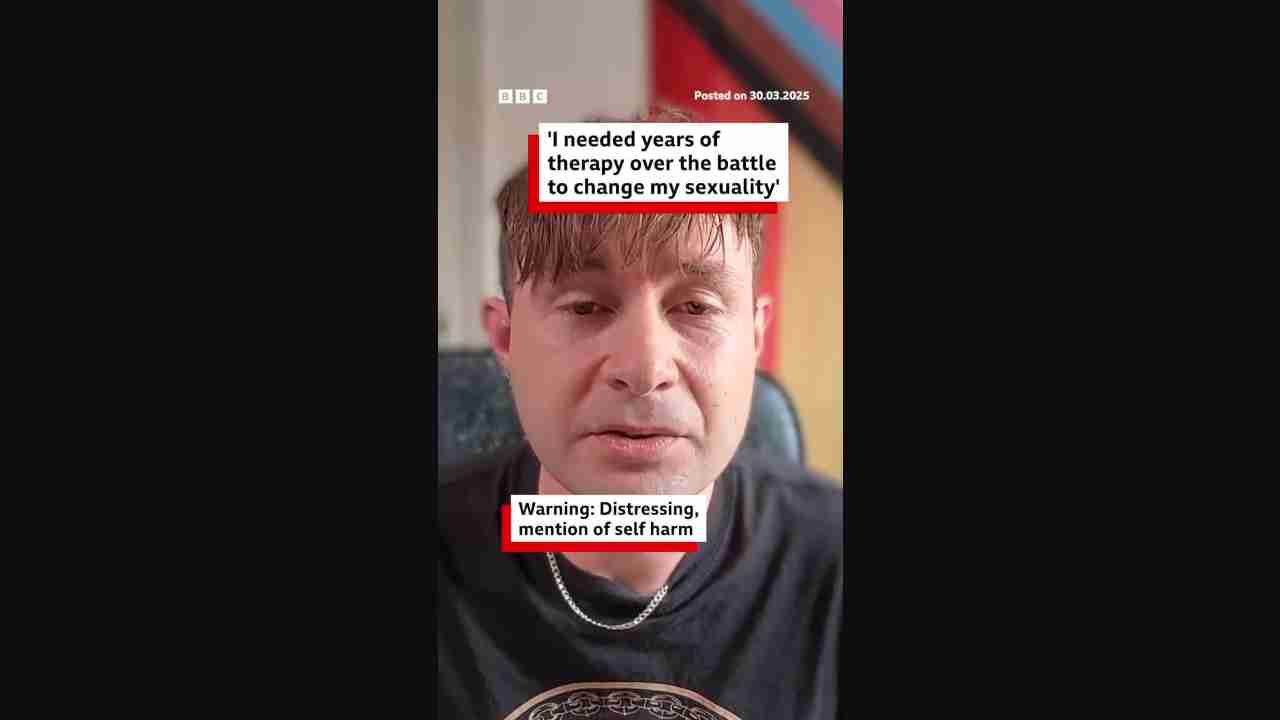 BBC
Posted on 30.03.2025
'I needed years of
therapy over the battle
to change my sexuality'
Warning: Distressing,
mention of self harm